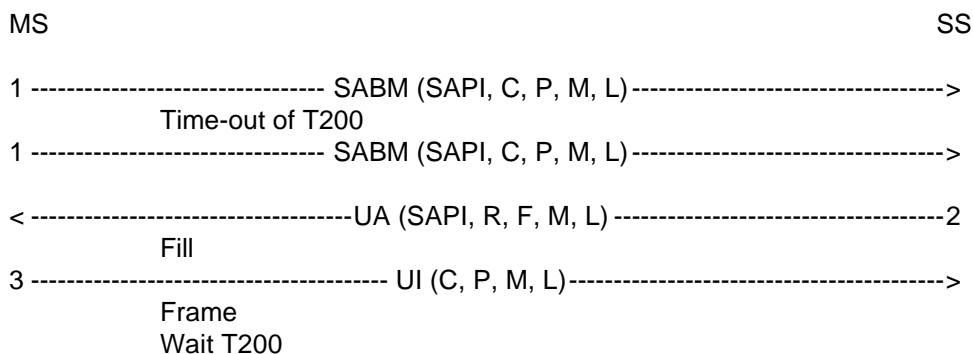 MS SS
1 --------------------------------- SABM (SAPI, C, P, M, L)----------------------------------->
Time-out of T200
1 --------------------------------- SABM (SAPI, C, P, M, L)----------------------------------->
< ------------------------------------UA (SAPI, R, F, M, L) -------------------------------------2
Fill
3 ---------------------------------------- UI (C, P, M, L)------------------------------------------>
Frame
Wait T200